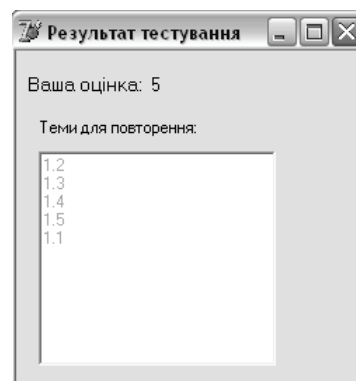 Результат тестування
Ваша оцінка: 5
Теми для повторення:
1.2
1.3
1.4
1.5
1.1